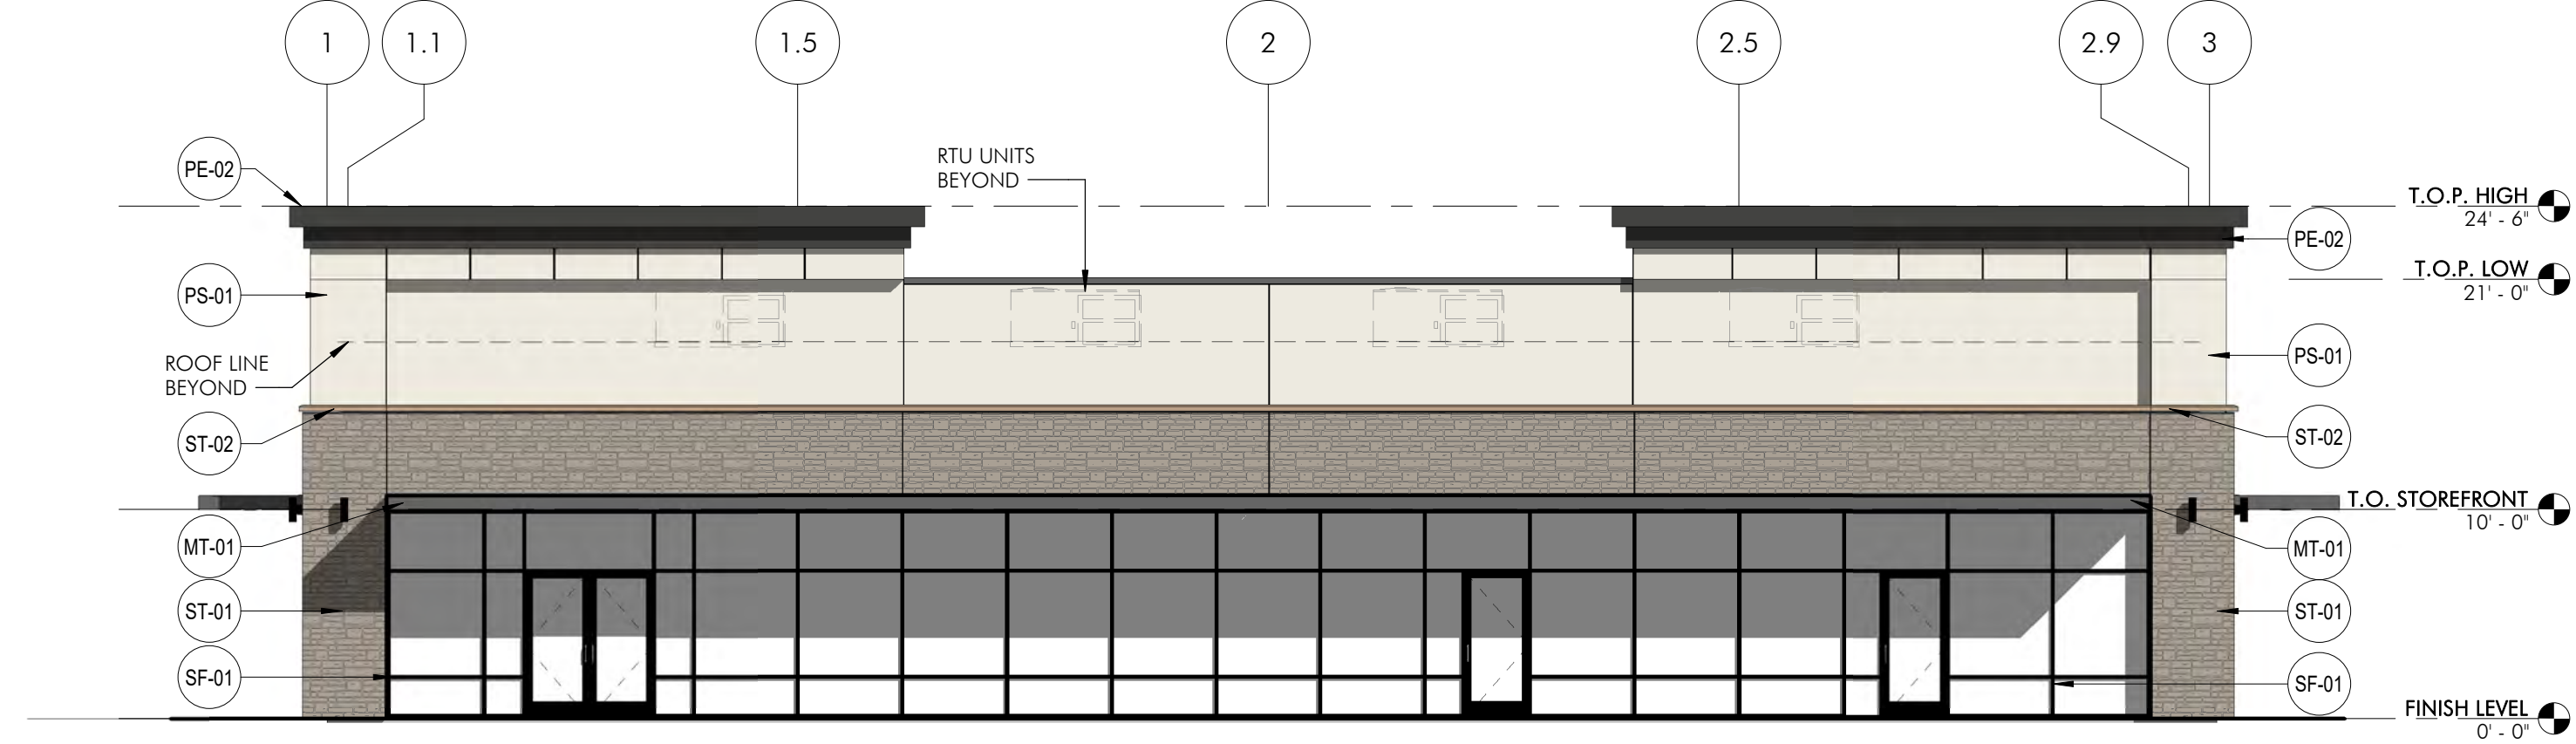 1
1.1
1.5
2
2.5
2.9
3
PE-02
RTU UNITS
BEYOND
T.O.P. HIGH
24' - 6"
PE-02
T.O.P. LOW
21' - 0"
PS-01
ROOF LINE
BEYOND
PS-01
ST-02
ST-02
T.O. STOREFRONT
10' - 0"
MT-01
MT-01
ST-01
ST-01
SF-01
SF-01
FINISH LEVEL
0' - 0"